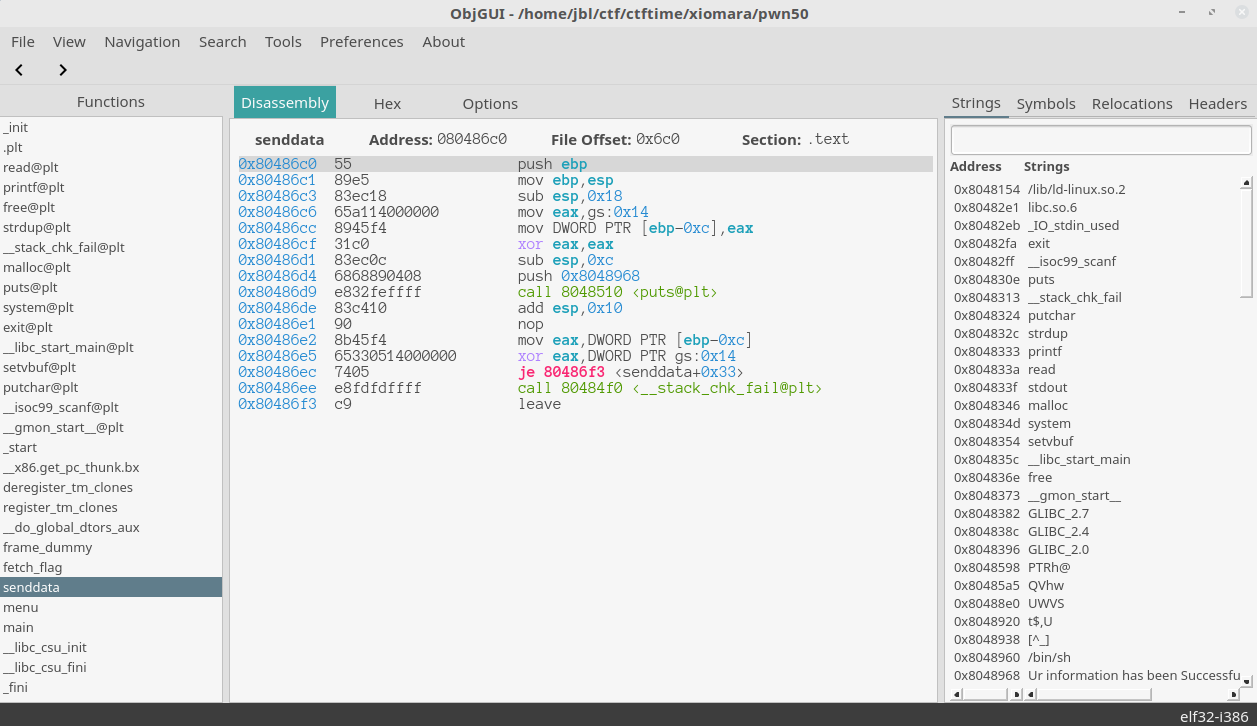 ObjGUI - /home/jbl/ctf/ctftime/xiomara/pwn50
File View Navigation Search Tools Preferences About
Functions
_init
.plt
read@plt
printf@plt
free@plt
strdup@plt
__stack_chk_fail@plt
malloc@plt
puts@plt
system@plt
exit@plt
__libc_start_main@plt
setvbuf@plt
putchar@plt
__isoc99_scanf@plt
__gmon_start__@plt
_start
__x86.get_pc_thunk.bx
deregister_tm_clones
register_tm_clones
__do_global_dtors_aux
frame_dummy
fetch_flag
senddata
menu
main
__libc_csu_init
__libc_csu_fini
_fini
Disassembly Hex Options
senddata Address: 080486c0 File Offset: 0x6c0 Section: .text
0x80486c0 55 push ebp
0x80486c1 89e5 mov ebp,esp
0x80486c3 83ec18 sub esp,0x18
0x80486c6 65a114000000 mov eax,gs:0x14
0x80486cc 8945f4 mov DWORD PTR [ebp-0xc],eax
0x80486cf 31c0 xor eax,eax
0x80486d1 83ec0c sub esp,0xc
0x80486d4 6868890408 push 0x8048968
0x80486d9 e832feffff call 8048510 <puts@plt>
0x80486de 83c410 add esp,0x10
0x80486e1 90 nop
0x80486e2 8b45f4 mov eax,DWORD PTR [ebp-0xc]
0x80486e5 65330514000000 xor eax,DWORD PTR gs:0x14
0x80486ec 7405 je 80486f3 <senddata+0x33>
0x80486ee e8fdfdffff call 80484f0 <__stack_chk_fail@plt>
0x80486f3 c9 leave
Strings Symbols Relocations Headers
Address Strings
0x8048154 /lib/ld-linux.so.2
0x80482e1 libc.so.6
0x80482eb _IO_stdin_used
0x80482fa exit
0x80482ff __isoc99_scanf
0x804830e puts
0x8048313 __stack_chk_fail
0x8048324 putchar
0x804832c strdup
0x8048333 printf
0x804833a read
0x804833f stdout
0x8048346 malloc
0x804834d system
0x8048354 setvbuf
0x804835c __libc_start_main
0x804836e free
0x8048373 __gmon_start__
0x8048382 GLIBC_2.7
0x804838c GLIBC_2.4
0x8048396 GLIBC_2.0
0x8048598 PTRh@
0x80485a5 QVhw
0x80488e0 UWVS
0x8048920 t$,U
0x8048938 [^_]
0x8048960 /bin/sh
0x8048968 Ur information has been Successfu
elf32-i386